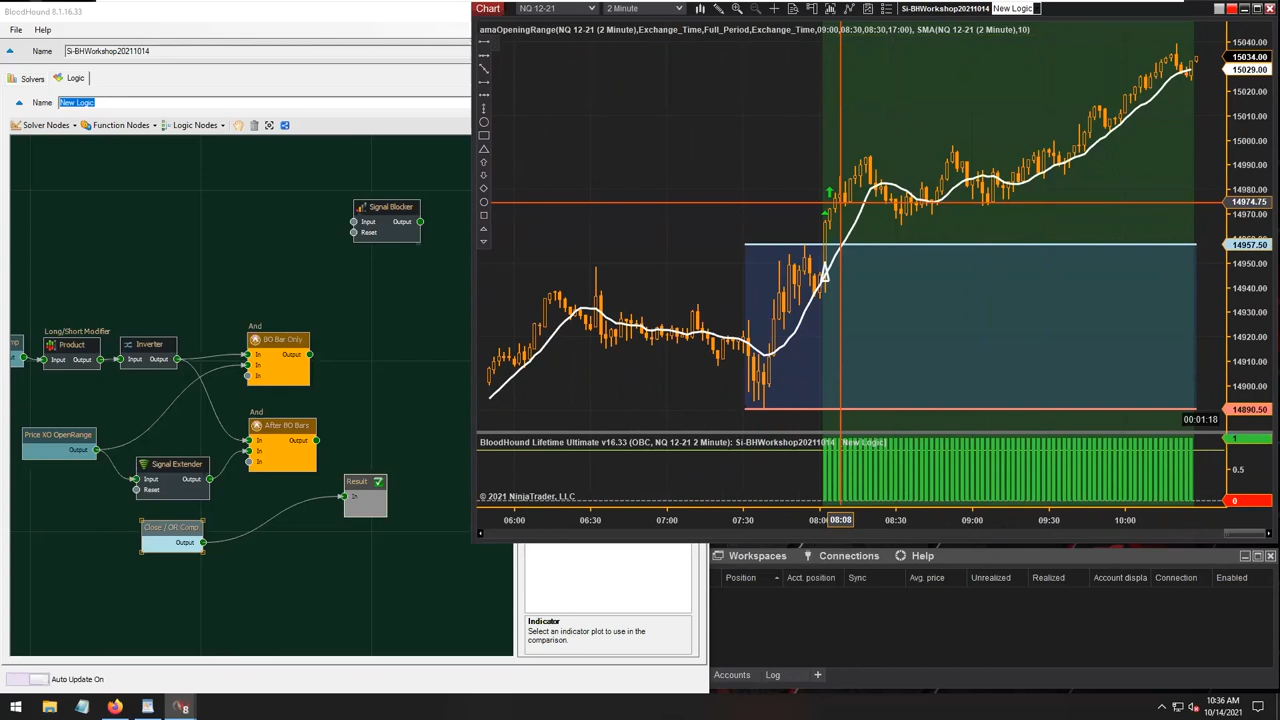 BloodHound 8.1.16.33
File Help
Name Si-BHWorkshop20211014
Solvers Logic
Name New Logic
Solver Nodes Function Nodes Logic Nodes
Signal Blocker
Input Output
Reset
Long/Short Modifier
Product
Input Output
Inverter
Input Output
And
BO Bar Only
In Output
In
In
And
After BO Bars
In Output
In
In
Price XO OpenRange
Output
Signal Extender
Input Output
Reset
Result
In
Close / OR Comp
Output
Indicator
Select an indicator plot to use in the
comparison.
Auto Update On
Chart NQ 12-21 2 Minute Si-BHWorkshop20211014 New Logic
amaOpeningRange(NQ 12-21 (2 Minute),Exchange_Time,Full_Period,Exchange_Time,09:00,08:30,08:30,17:00), SMA(NQ 12-21 (2 Minute),10)
15040.00
15034.00
15029.00
15020.00
15010.00
15000.00
14990.00
14980.00
14974.75
14970.00
14957.50
14950.00
14940.00
14930.00
14920.00
14910.00
14900.00
14890.50
00:01:18
BloodHound Lifetime Ultimate v16.33 (OBC, NQ 12-21 2 Minute): Si-BHWorkshop20211014 [New Logic]
1
0.5
0
© 2021 NinjaTrader, LLC
06:00 06:30 07:00 07:30 08:08 08:30 09:00 09:30 10:00
Workspaces Connections Help
Position Acct. position Sync Avg. price Unrealized Realized Account displa Connection Enabled
Accounts Log +
10:36 AM
10/14/2021